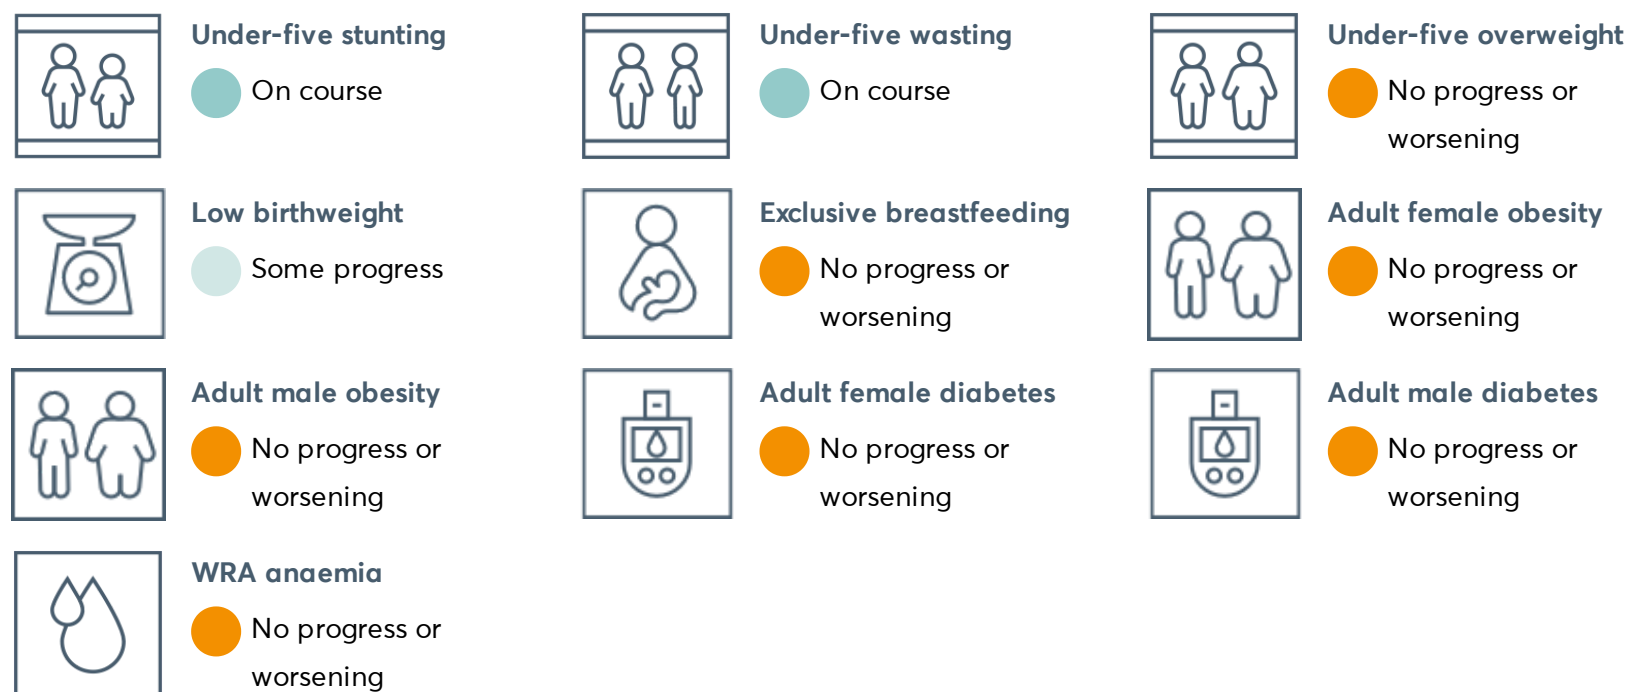 Under-five stunting
On course
Under-five wasting
On course
Under-five overweight
No progress or
worsening
Low birthweight
Some progress
Exclusive breastfeeding
No progress or
worsening
Adult female obesity
No progress or
worsening
Adult male obesity
No progress or
worsening
Adult female diabetes
No progress or
worsening
Adult male diabetes
No progress or
worsening
WRA anaemia
No progress or
worsening